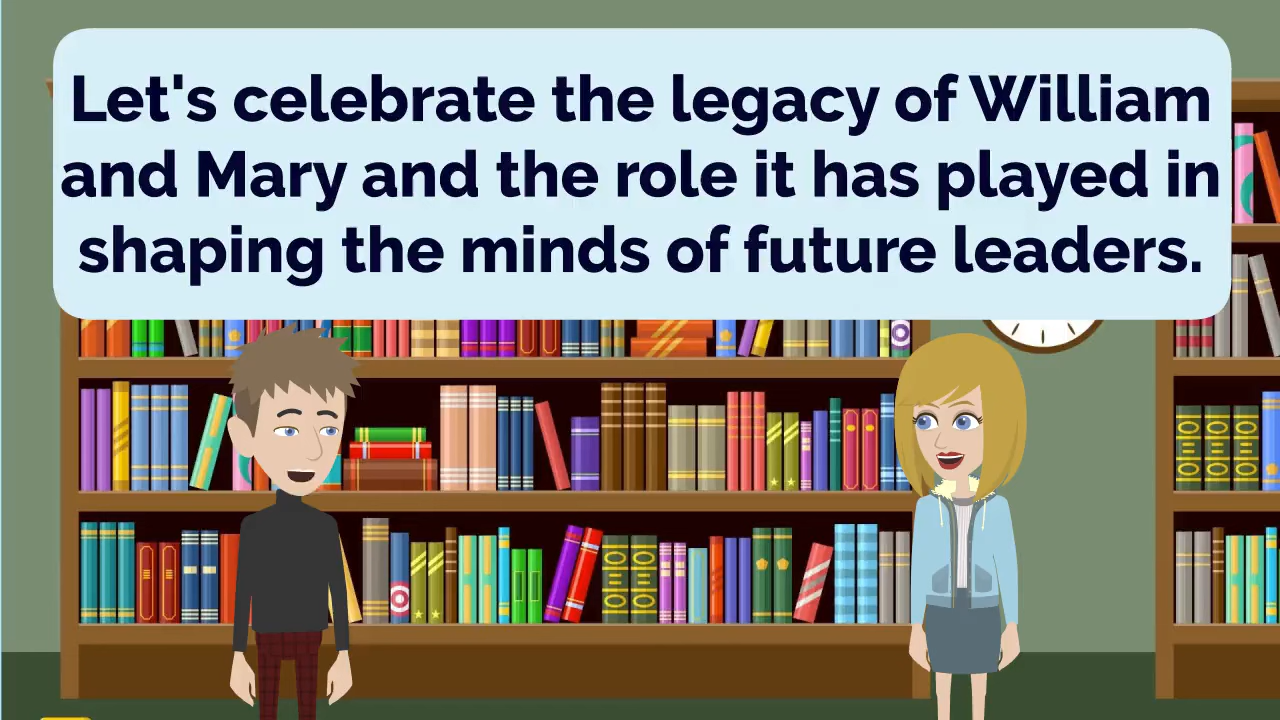 Let's celebrate the legacy of William
and Mary and the role it has played in
shaping the minds of future leaders.